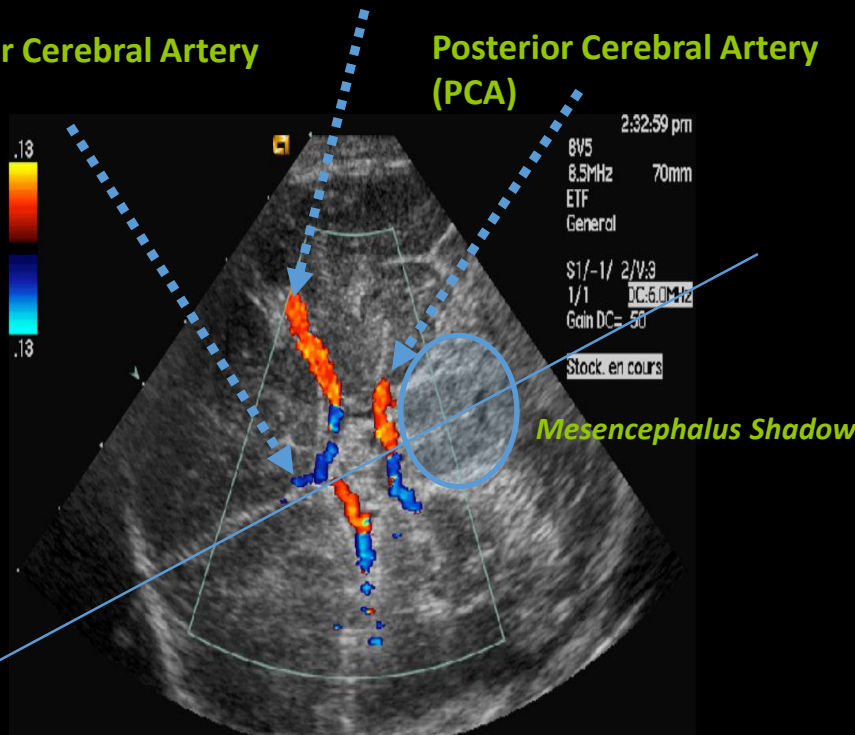 r Cerebral Artery
Posterior Cerebral Artery
(PCA)
2:32:59 pm
.13
8V5
8.5MHz 70mm
ETF
General
S1/-1/ 2/V:3
1/1 DC:6.0MHz
Gain DC= 50
.13
Stock. en cours
Mesencephalus Shadow